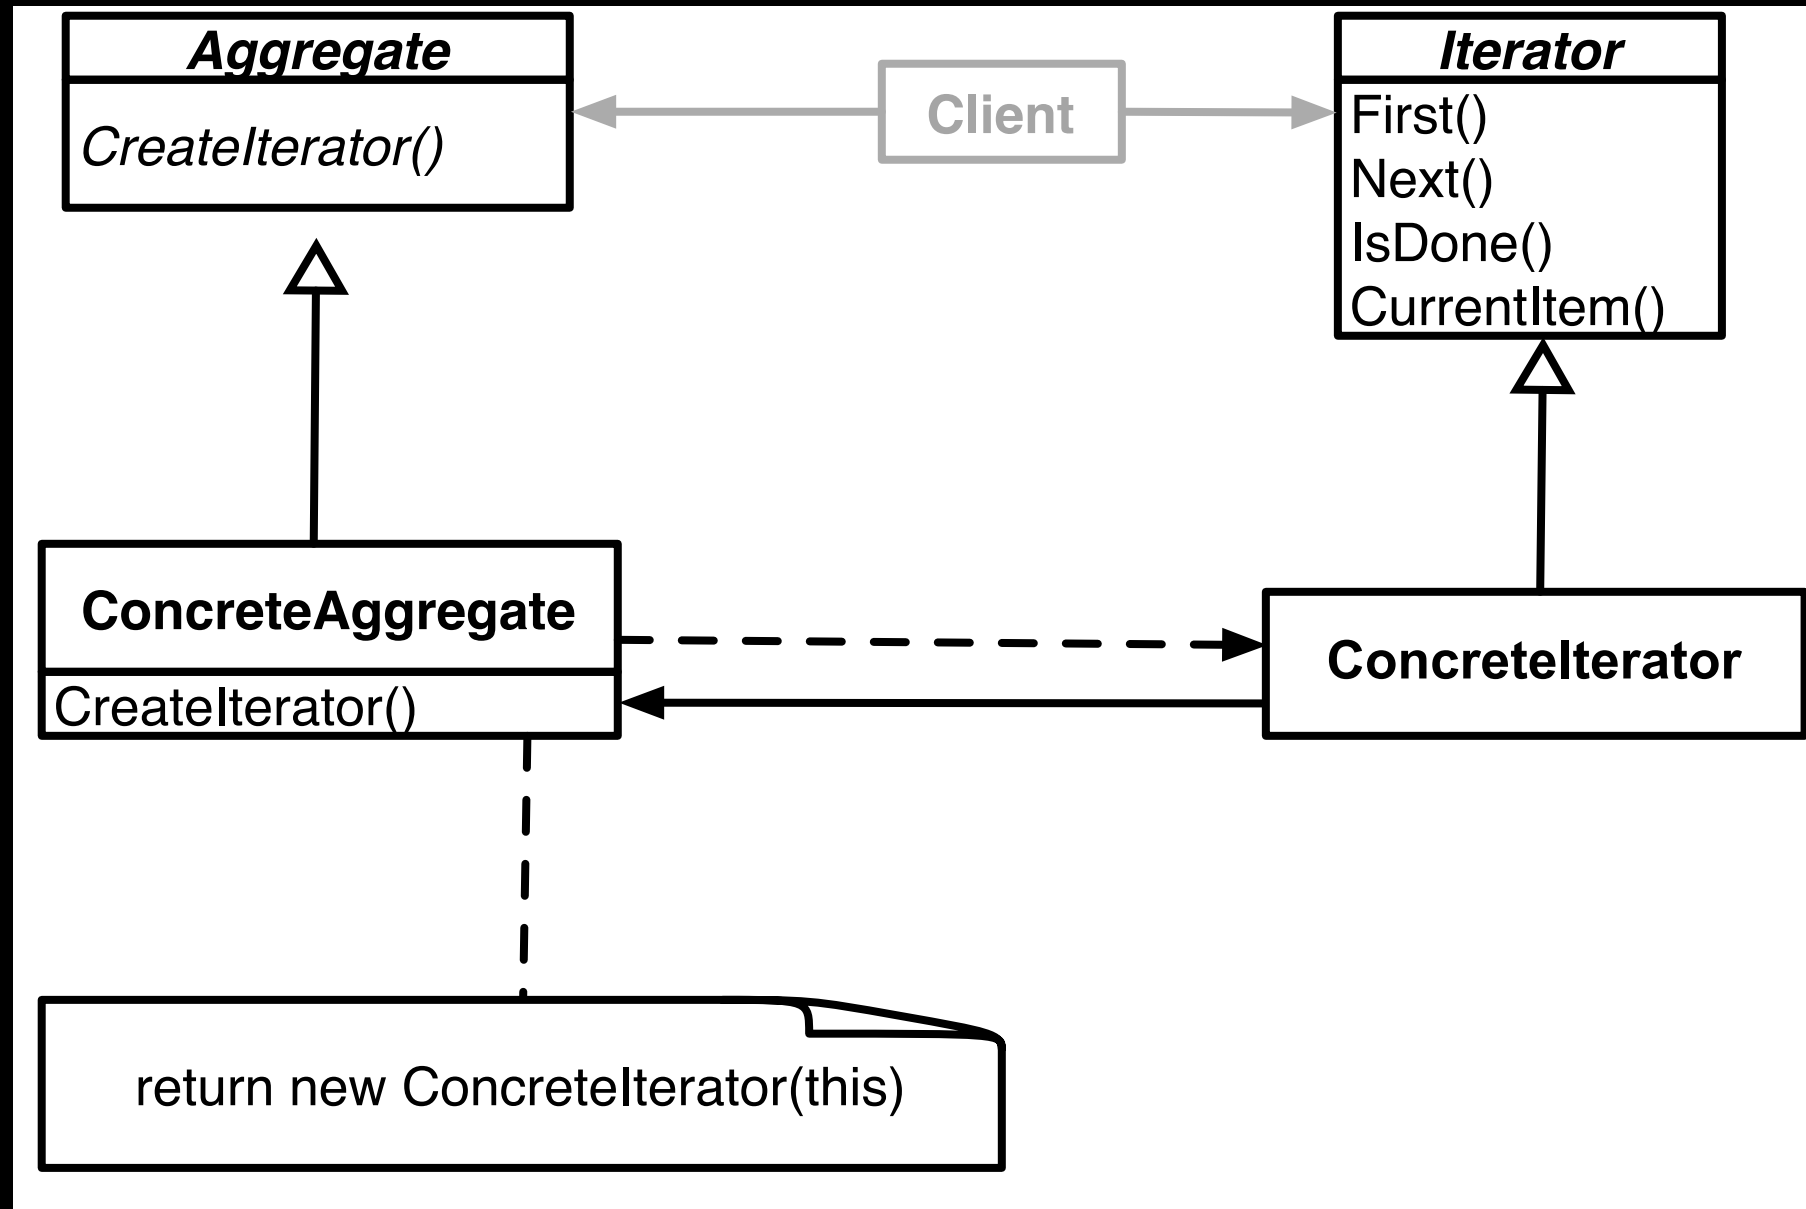 Aggregate
CreateIterator()
Client
Iterator
First()
Next()
IsDone()
CurrentItem()
ConcreteAggregate
CreateIterator()
ConcreteIterator
return new ConcreteIterator(this)